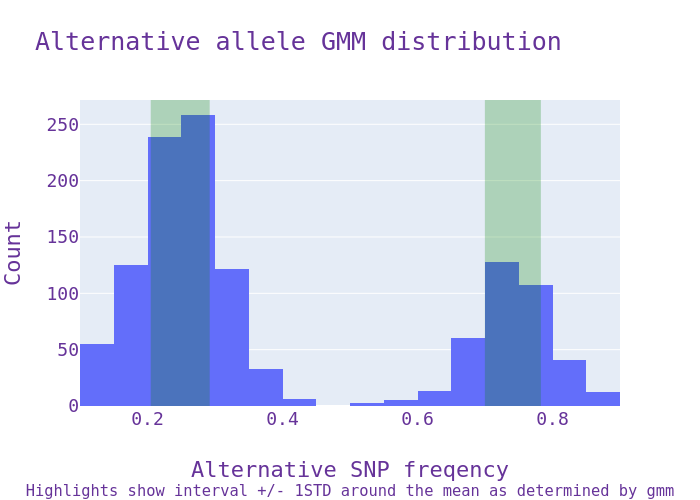 Alternative allele GMM distribution
250
200
150
100
50
0
Count
0.2 0.4 0.6 0.8
Alternative SNP freqency
Highlights show interval +/- 1STD around the mean as determined by gmm